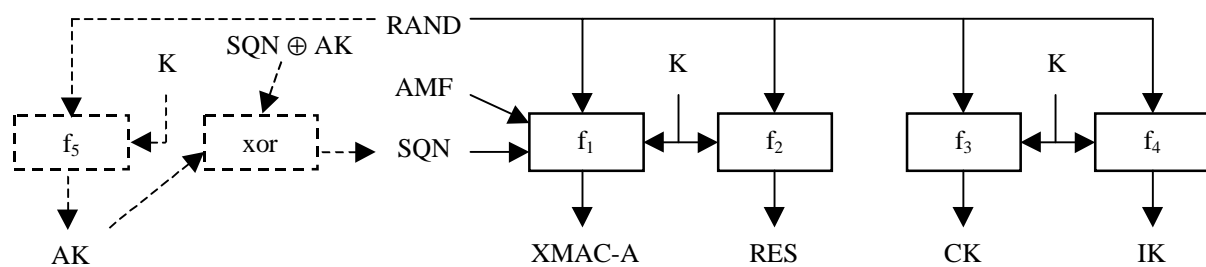 RAND
SQN ⊕ AK
K
K
K
AMF
f5
xor
SQN
f1
f2
f3
f4
AK
XMAC-A
RES
CK
IK